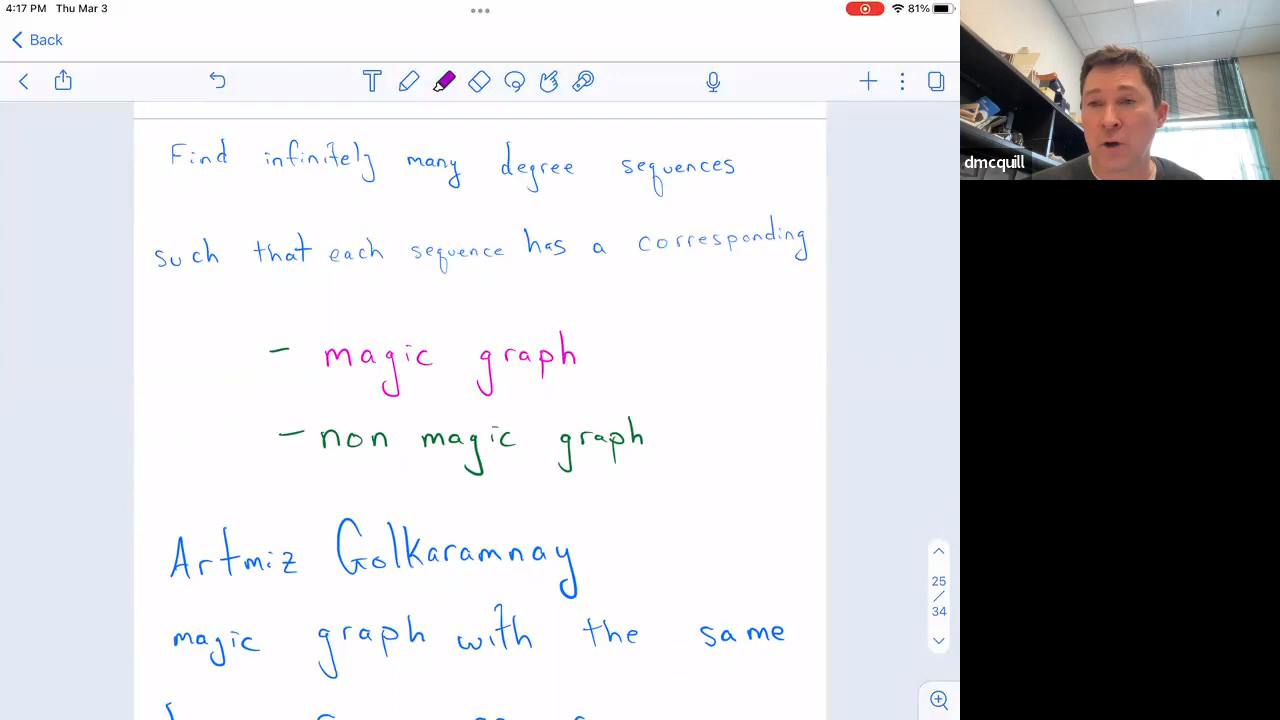 4:17 PM Thu Mar 3
81%
Back
T
Find infinitely many degree sequences
such that each sequence has a corresponding
- magic graph
- non magic graph
Artmiz Golkaramnay
magic graph with the same
25
/
34
dmcquill